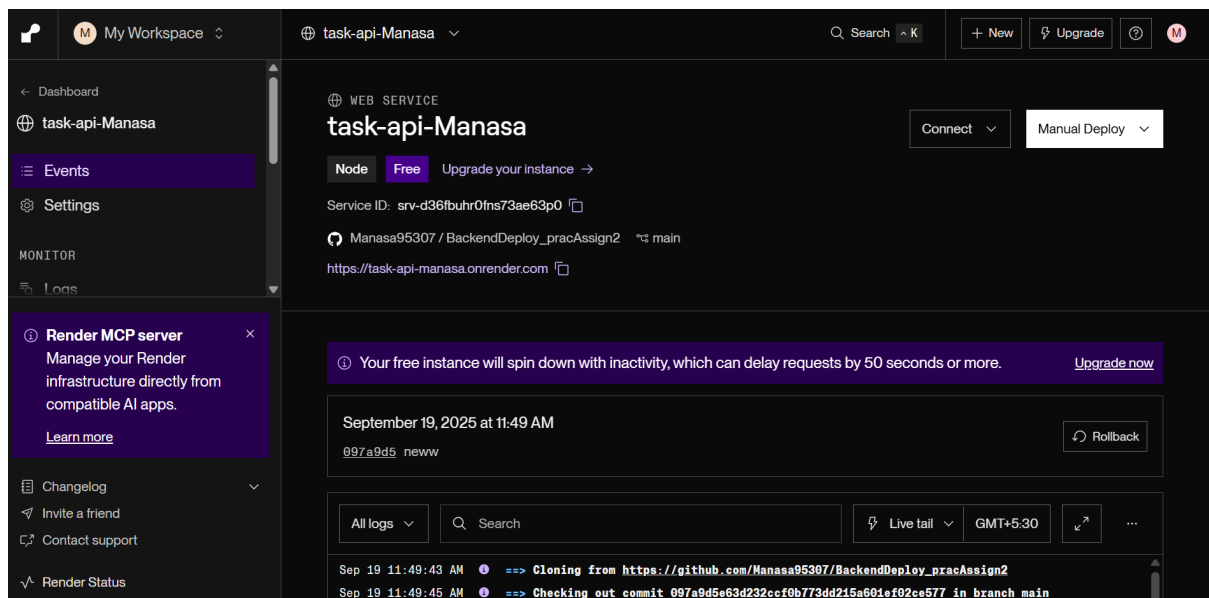 M My Workspace
task-api-Manasa
Search ^ K
+ New
Upgrade
M
← Dashboard
task-api-Manasa
Events
Settings
MONITOR
Logs
Render MCP server
Manage your Render
infrastructure directly from
compatible AI apps.
Learn more
Changelog
Invite a friend
Contact support
Render Status
WEB SERVICE
task-api-Manasa
Connect
Manual Deploy
Node Free Upgrade your instance →
Service ID: srv-d36fbuhr0fns73ae63p0
Manasa95307 / BackendDeploy_pracAssign2 main
https://task-api-manasa.onrender.com
Your free instance will spin down with inactivity, which can delay requests by 50 seconds or more. Upgrade now
September 19, 2025 at 11:49 AM
097a9d5 neww
Rollback
All logs
Search
Live tail
GMT+5:30
...
Sep 19 11:49:43 AM ==> Cloning from https://github.com/Manasa95307/BackendDeploy_pracAssign2
Sep 19 11:49:45 AM ==> Checking out commit 097a9d5e63d232ccf0b773dd215a601ef02ce577 in branch main